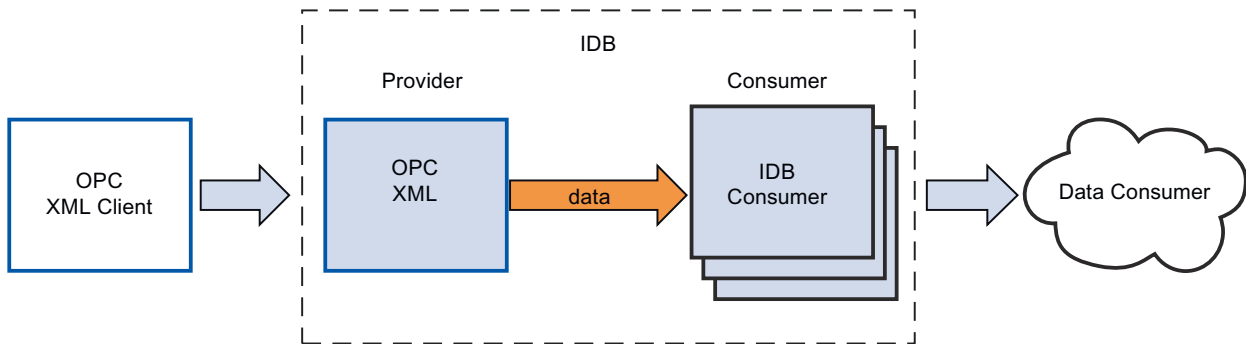 IDB
Provider
Consumer
OPC
XML Client
OPC
XML
data
IDB
Consumer
Data Consumer